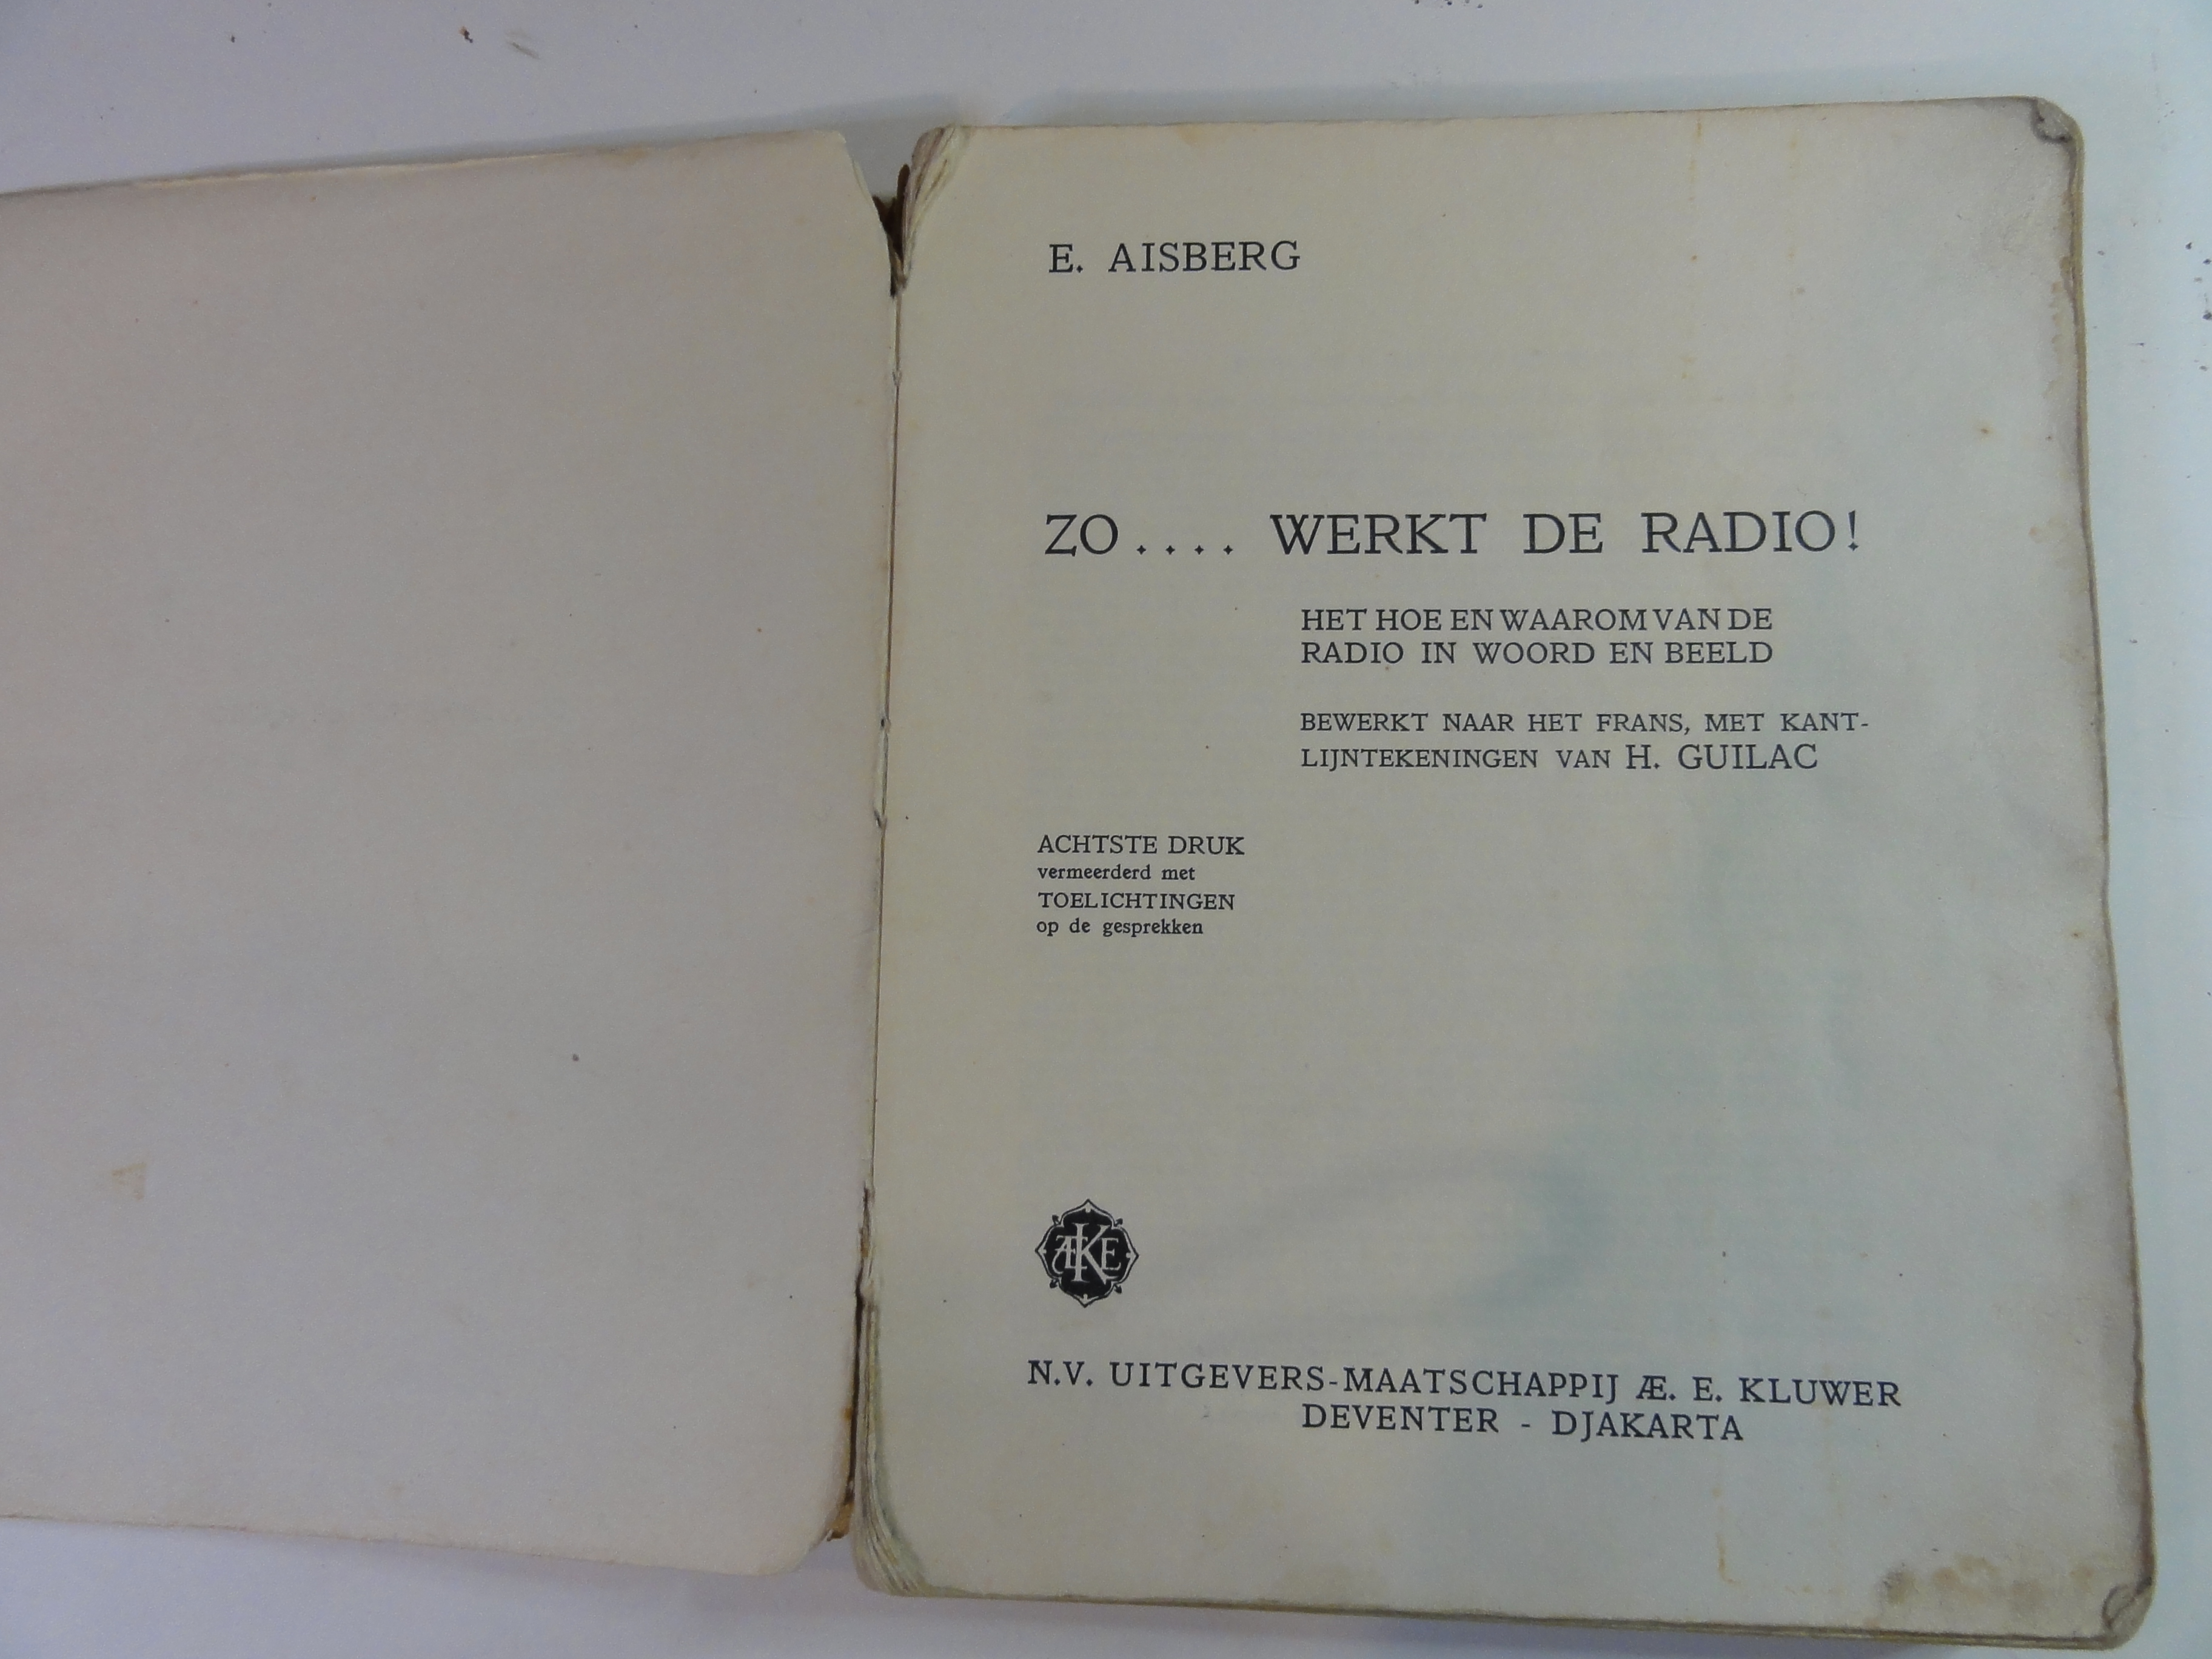 E. AISBERG
ZO.... WERKT DE RADIO!
HET HOE EN WAAROM VAN DE
RADIO IN WOORD EN BEELD
BEWERKT NAAR HET FRANS, MET KANT-
LIJNTEKENINGEN VAN H. GUILAC
ACHTSTE DRUK
vermeerderd met
TOELICHTINGEN
op de gesprekken
ÆKE
N.V. UITGEVERS-MAATSCHAPPIJ Æ. E. KLUWER
DEVENTER - DJAKARTA